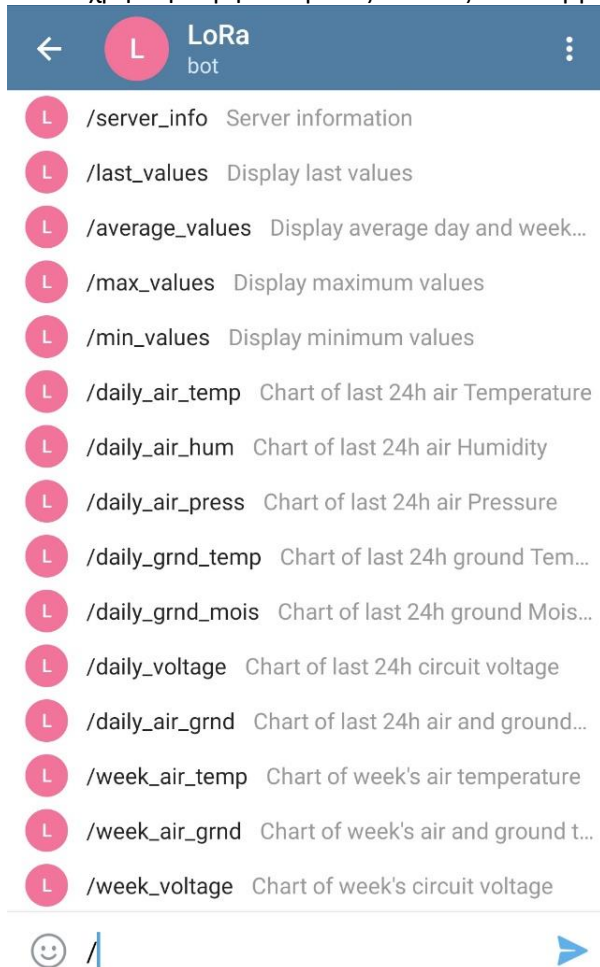 L
LoRa
bot
L /server_info Server information
L /last_values Display last values
L /average_values Display average day and week...
L /max_values Display maximum values
L /min_values Display minimum values
L /daily_air_temp Chart of last 24h air Temperature
L /daily_air_hum Chart of last 24h air Humidity
L /daily_air_press Chart of last 24h air Pressure
L /daily_grnd_temp Chart of last 24h ground Tem...
L /daily_grnd_mois Chart of last 24h ground Mois...
L /daily_voltage Chart of last 24h circuit voltage
L /daily_air_grnd Chart of last 24h air and ground...
L /week_air_temp Chart of week's air temperature
L /week_air_grnd Chart of week's air and ground t...
L /week_voltage Chart of week's circuit voltage
/